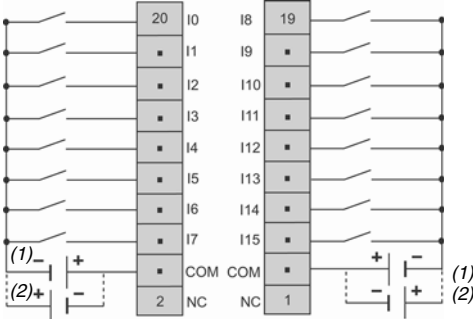 20 I0 I8 19
I1 I9
I2 I10
I3 I11
I4 I12
I5 I13
I6 I14
I7 I15
(1) - + COM COM + - (1)
(2) + - 2 NC NC 1 - + (2)